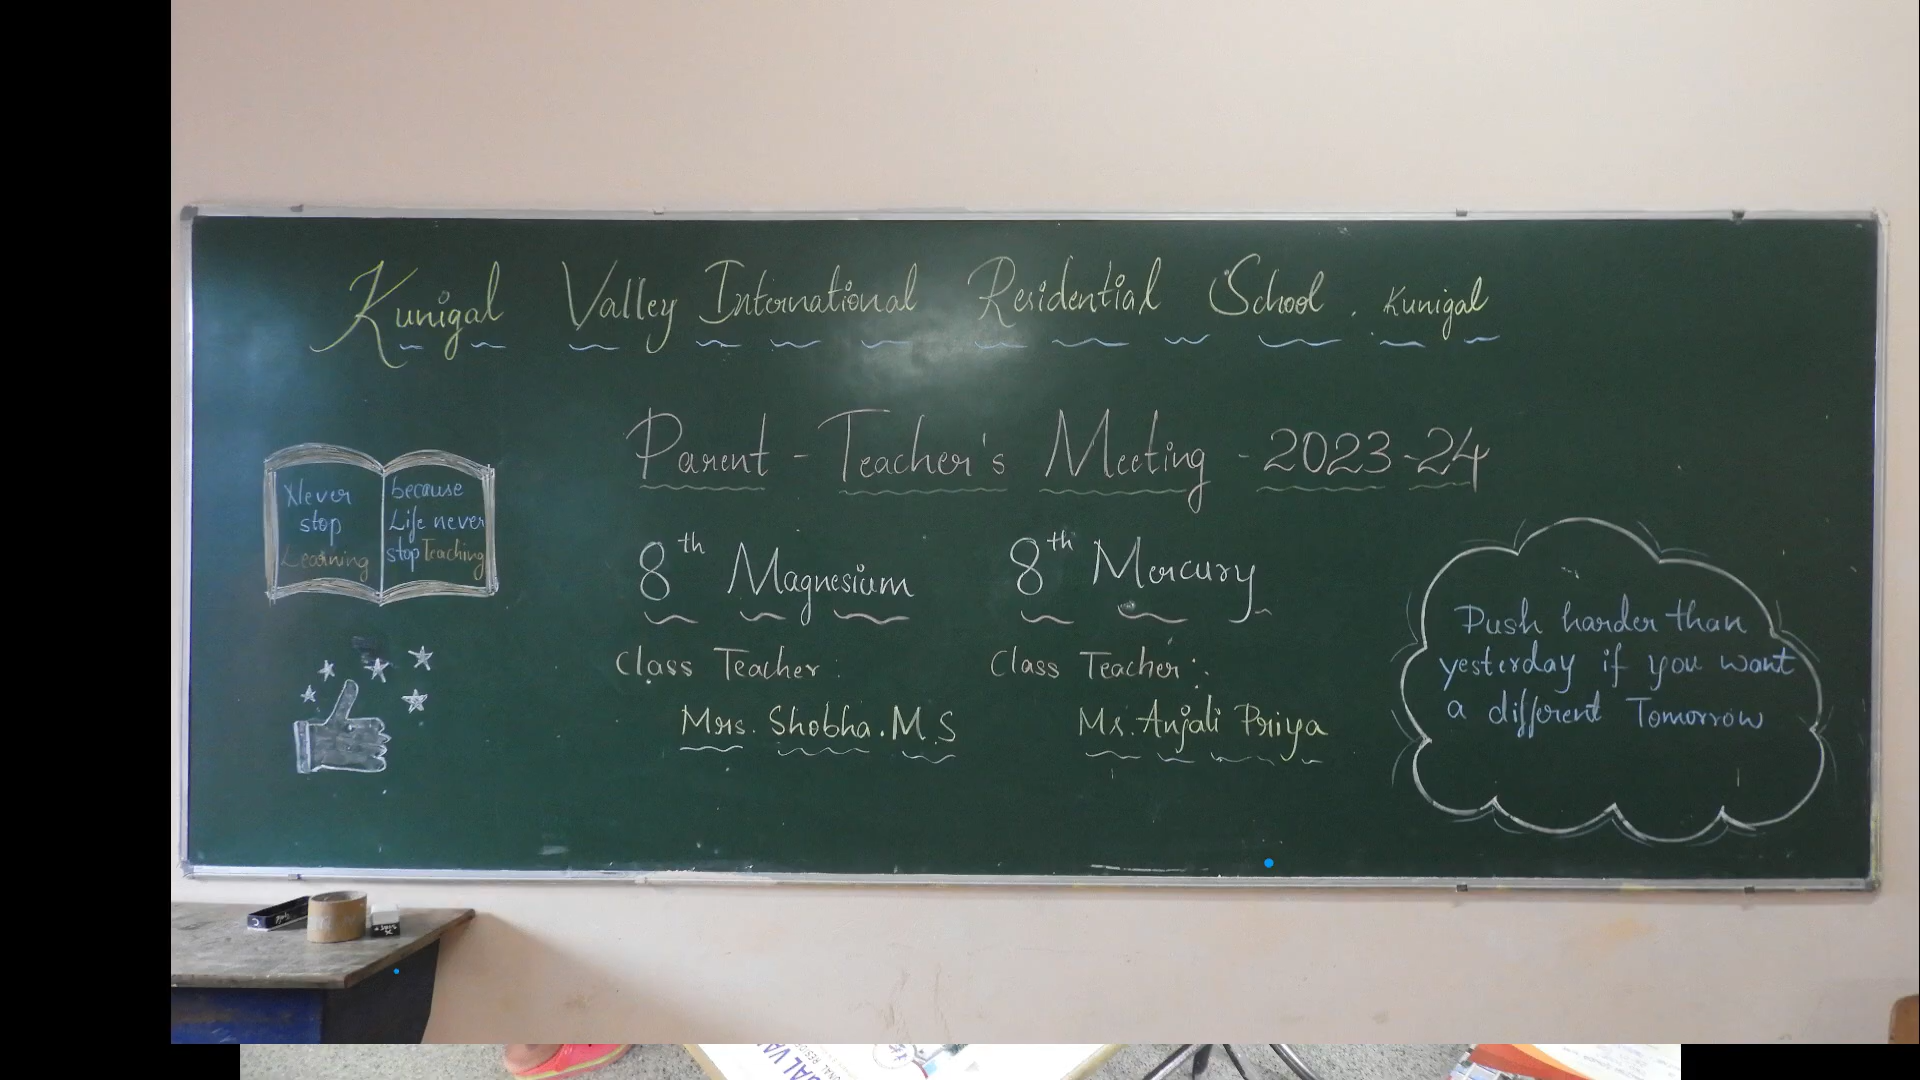 Kunigal Valley International Residential School. Kunigal
Parent - Teacher's Meeting - 2023-24
Never
stop
Learning
because
Life never
stop Teaching
8th Magnesium
Class Teacher:
Mrs. Shobha. M.S
8th Mercury
Class Teacher:
Ms. Anjali Priya
Push harder than
yesterday if you want
a different Tomorrow